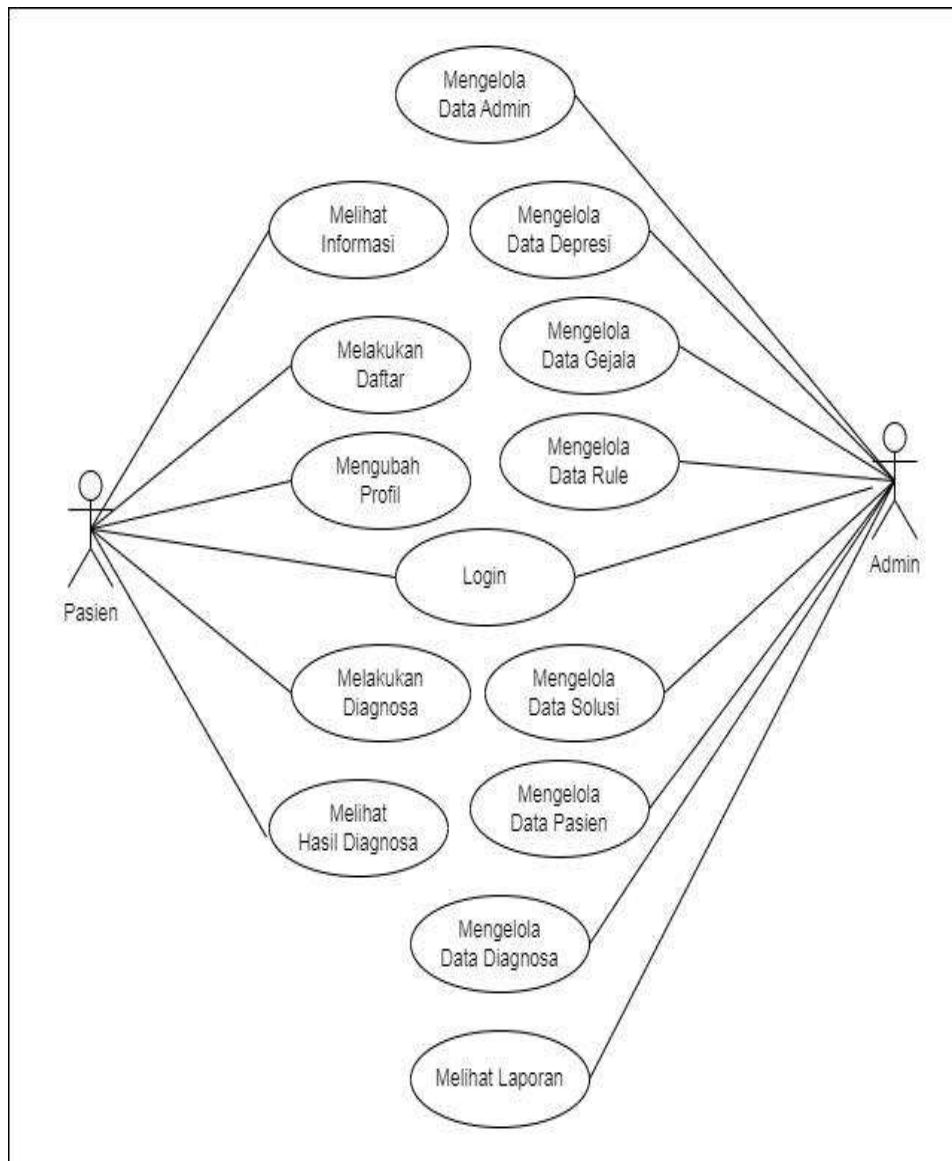 Mengelola
Data Admin
Melihat
Informasi
Mengelola
Data Depresi
Melakukan
Daftar
Mengelola
Data Gejala
Mengubah
Profil
Mengelola
Data Rule
Login
Pasien
Admin
Melakukan
Diagnosa
Mengelola
Data Solusi
Melihat
Hasil Diagnosa
Mengelola
Data Pasien
Mengelola
Data Diagnosa
Melihat Laporan